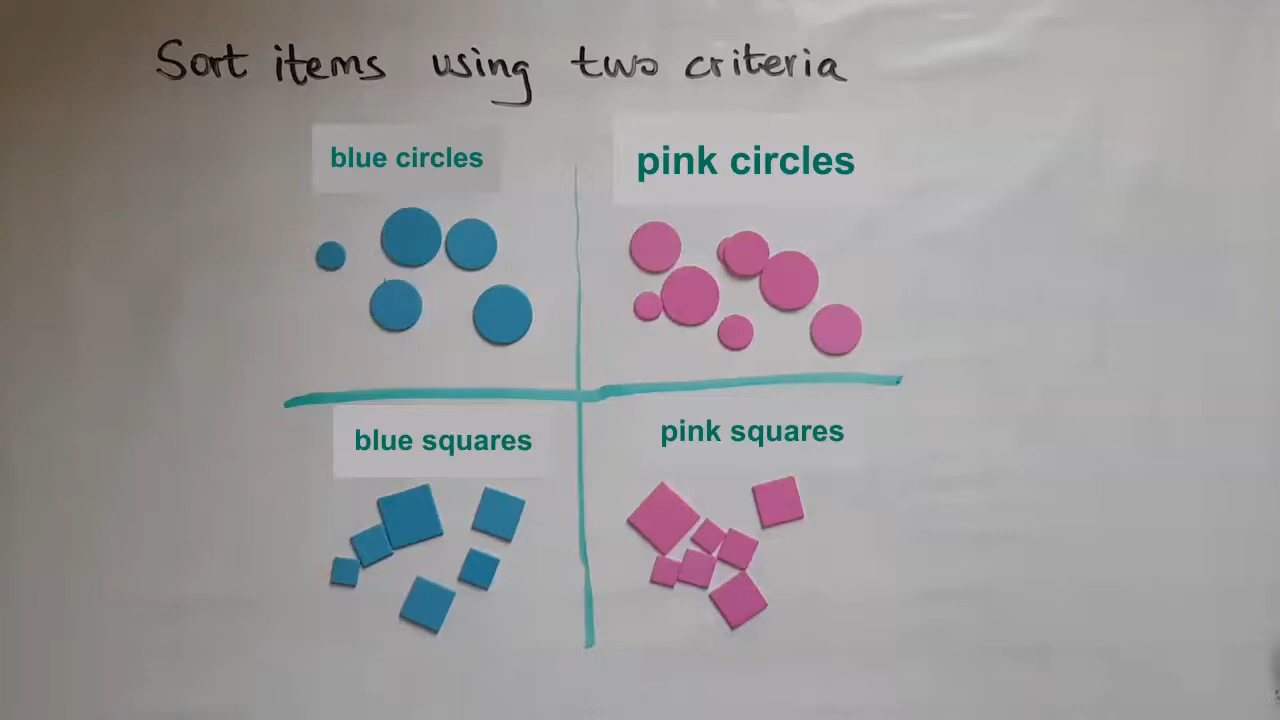 Sort items using two criteria
blue circles
pink circles
blue squares
pink squares